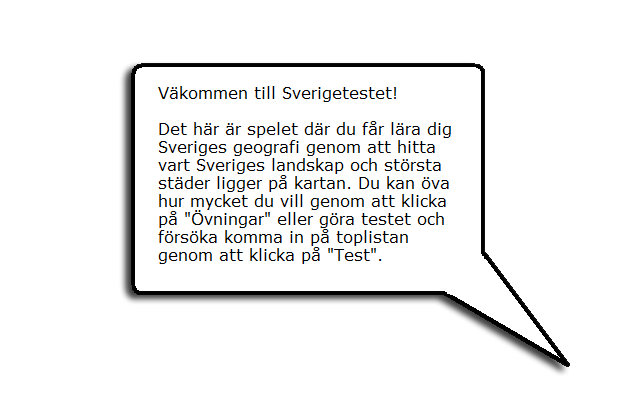 Väkommen till Sverigetestet!
Det här är spelet där du får lära dig
Sveriges geografi genom att hitta
vart Sveriges landskap och största
städer ligger på kartan. Du kan öva
hur mycket du vill genom att klicka
på "Övningar" eller göra testet och
försöka komma in på toplistan
genom att klicka på "Test".